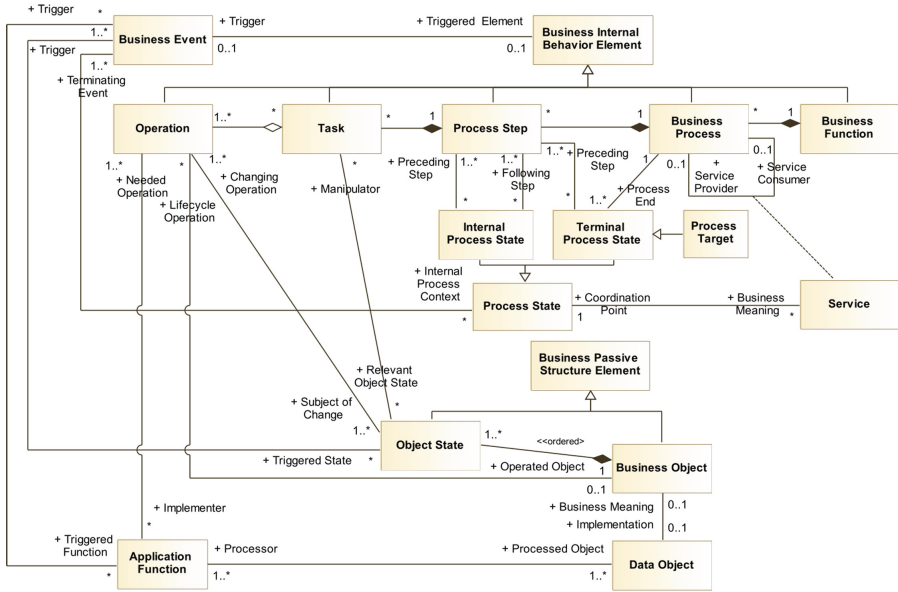 + Trigger
*
+ Trigger
+ Triggered Element
1..*
Business Event
0..1
0..1
Business Internal
Behavior Element
+ Trigger
1..*
+ Terminating
Event
Operation
1..*
*
Task
*
1
Process Step
*
1
Business
Process
*
1
Business
Function
1..*
+ Needed
Operation
*
+ Lifecycle
Operation
1..*
+ Changing
Operation
*
+ Manipulator
+ Preceding
Step
1..*
1..*
+ Following
Step
1..*
+ Preceding
Step
1
0..1
+
Service
Provider
0..1
+ Service
Consumer
*
*
*
1..*
+ Process
End
Internal
Process State
Terminal
Process State
Process
Target
+ Internal
Process
Context
*
Process State
1
+ Coordination
Point
+ Business
Meaning
*
Service
Business Passive
Structure Element
+ Relevant
Object State
*
+ Subject of
Change
1..*
Object State
1..*
<<ordered>>
1
+ Triggered State
*
+ Operated Object
0..1
Business Object
+ Business Meaning
0..1
+ Implementation
0..1
+ Implementer
*
+ Triggered
Function
*
Application
Function
+ Processor
1..*
+ Processed Object
1..*
Data Object